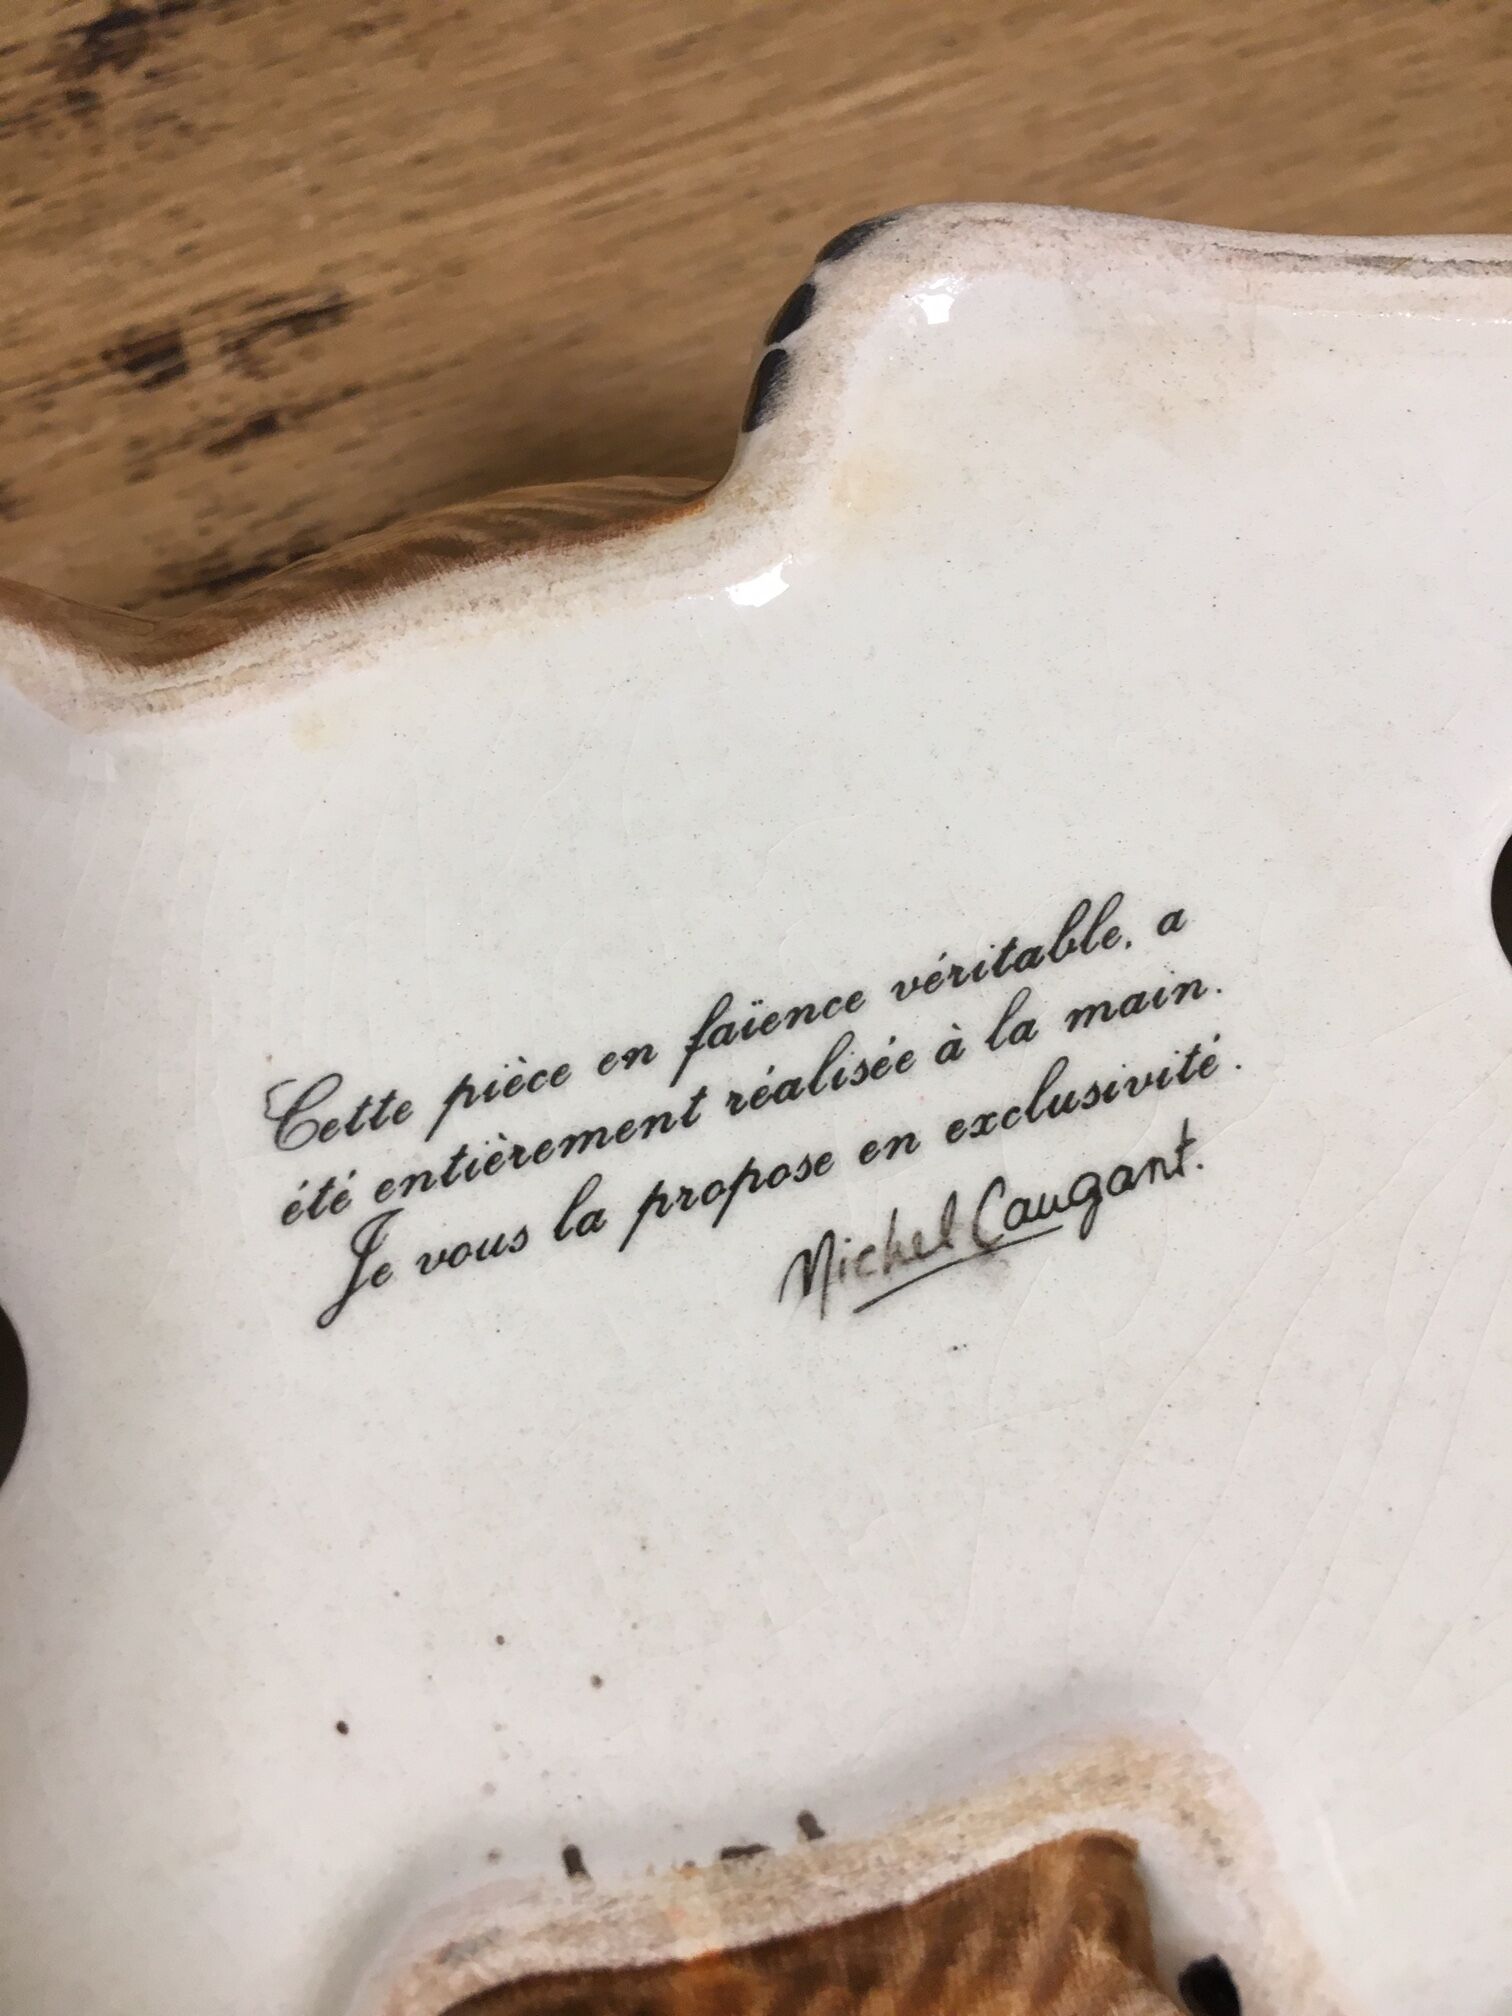 Cette pièce en faïence véritable, a
été entièrement réalisée à la main.
Je vous la propose en exclusivité.
Michel Caugant.